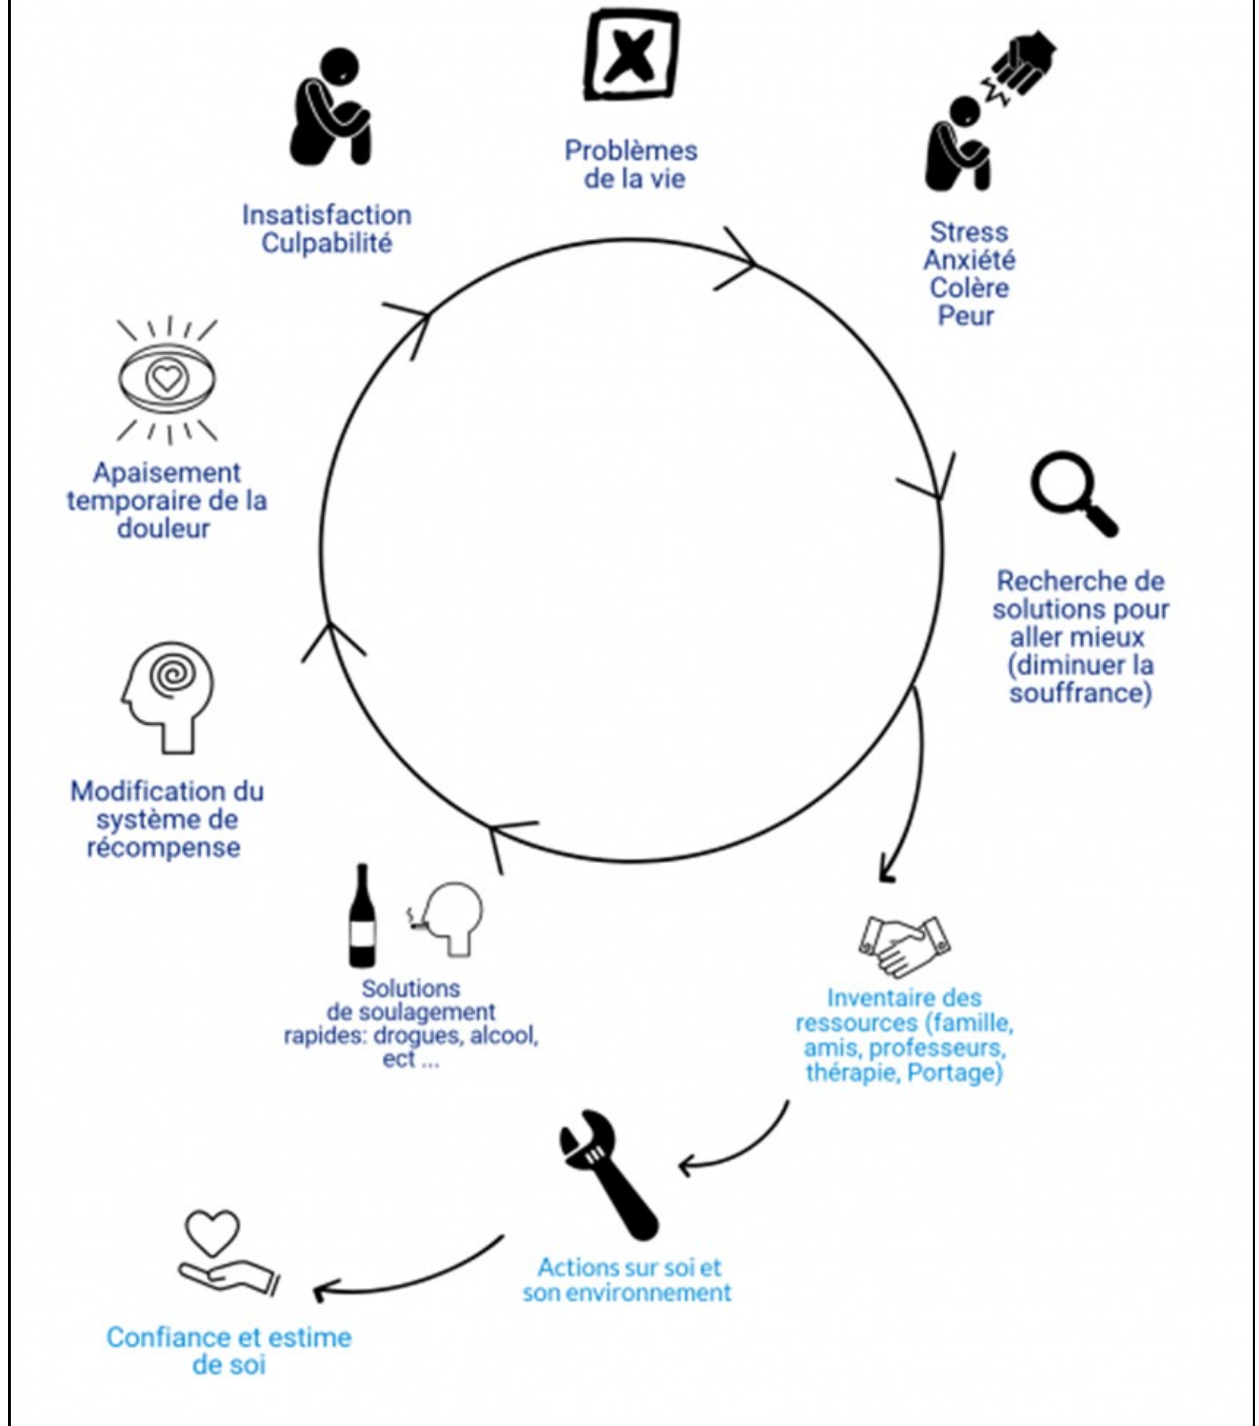 Problèmes
de la vie
Stress
Anxiété
Colère
Peur
Recherche de
solutions pour
aller mieux
(diminuer la
souffrance)
Inventaire des
ressources (famille,
amis, professeurs,
thérapie, Portage)
Actions sur soi et
son environnement
Confiance et estime
de soi
Solutions
de soulagement
rapides: drogues, alcool,
ect ...
Modification du
système de
récompense
Apaisement
temporaire de la
douleur
Insatisfaction
Culpabilité